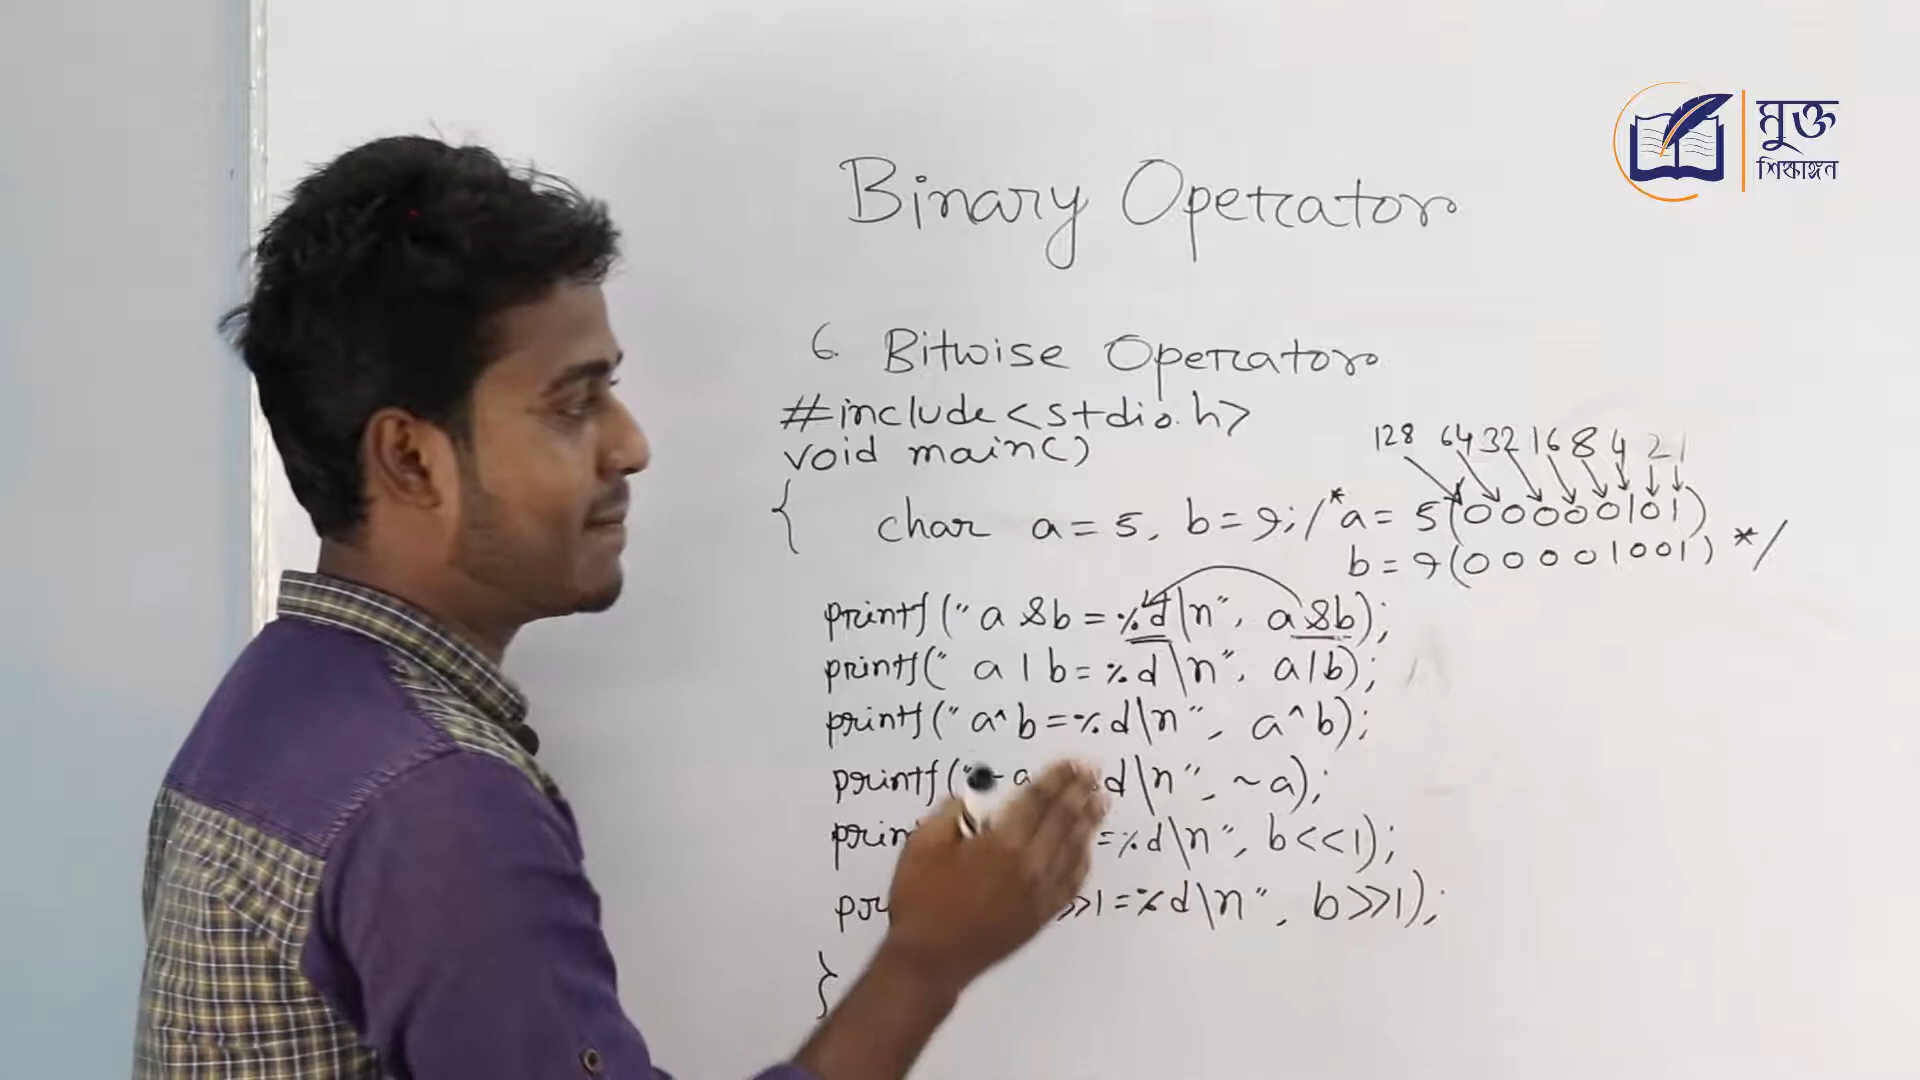 মুক্ত
শিক্ষাঙ্গন
Binary Operator
6. Bitwise Operator
#include<stdio.h>
void main()
128 64 32 16 8 4 2 1
{ char a = 5, b = 9; /*a = 5(00000101)
b = 9(00001001) */
printf("a &b = %d\n", a &b);
printf(" a | b = %d\n", a|b);
printf("a^b = %d\n", a^b);
printf("~a d\n", ~a);
=%d\n", b<<1);
>>1=%d\n", b>>1);
}